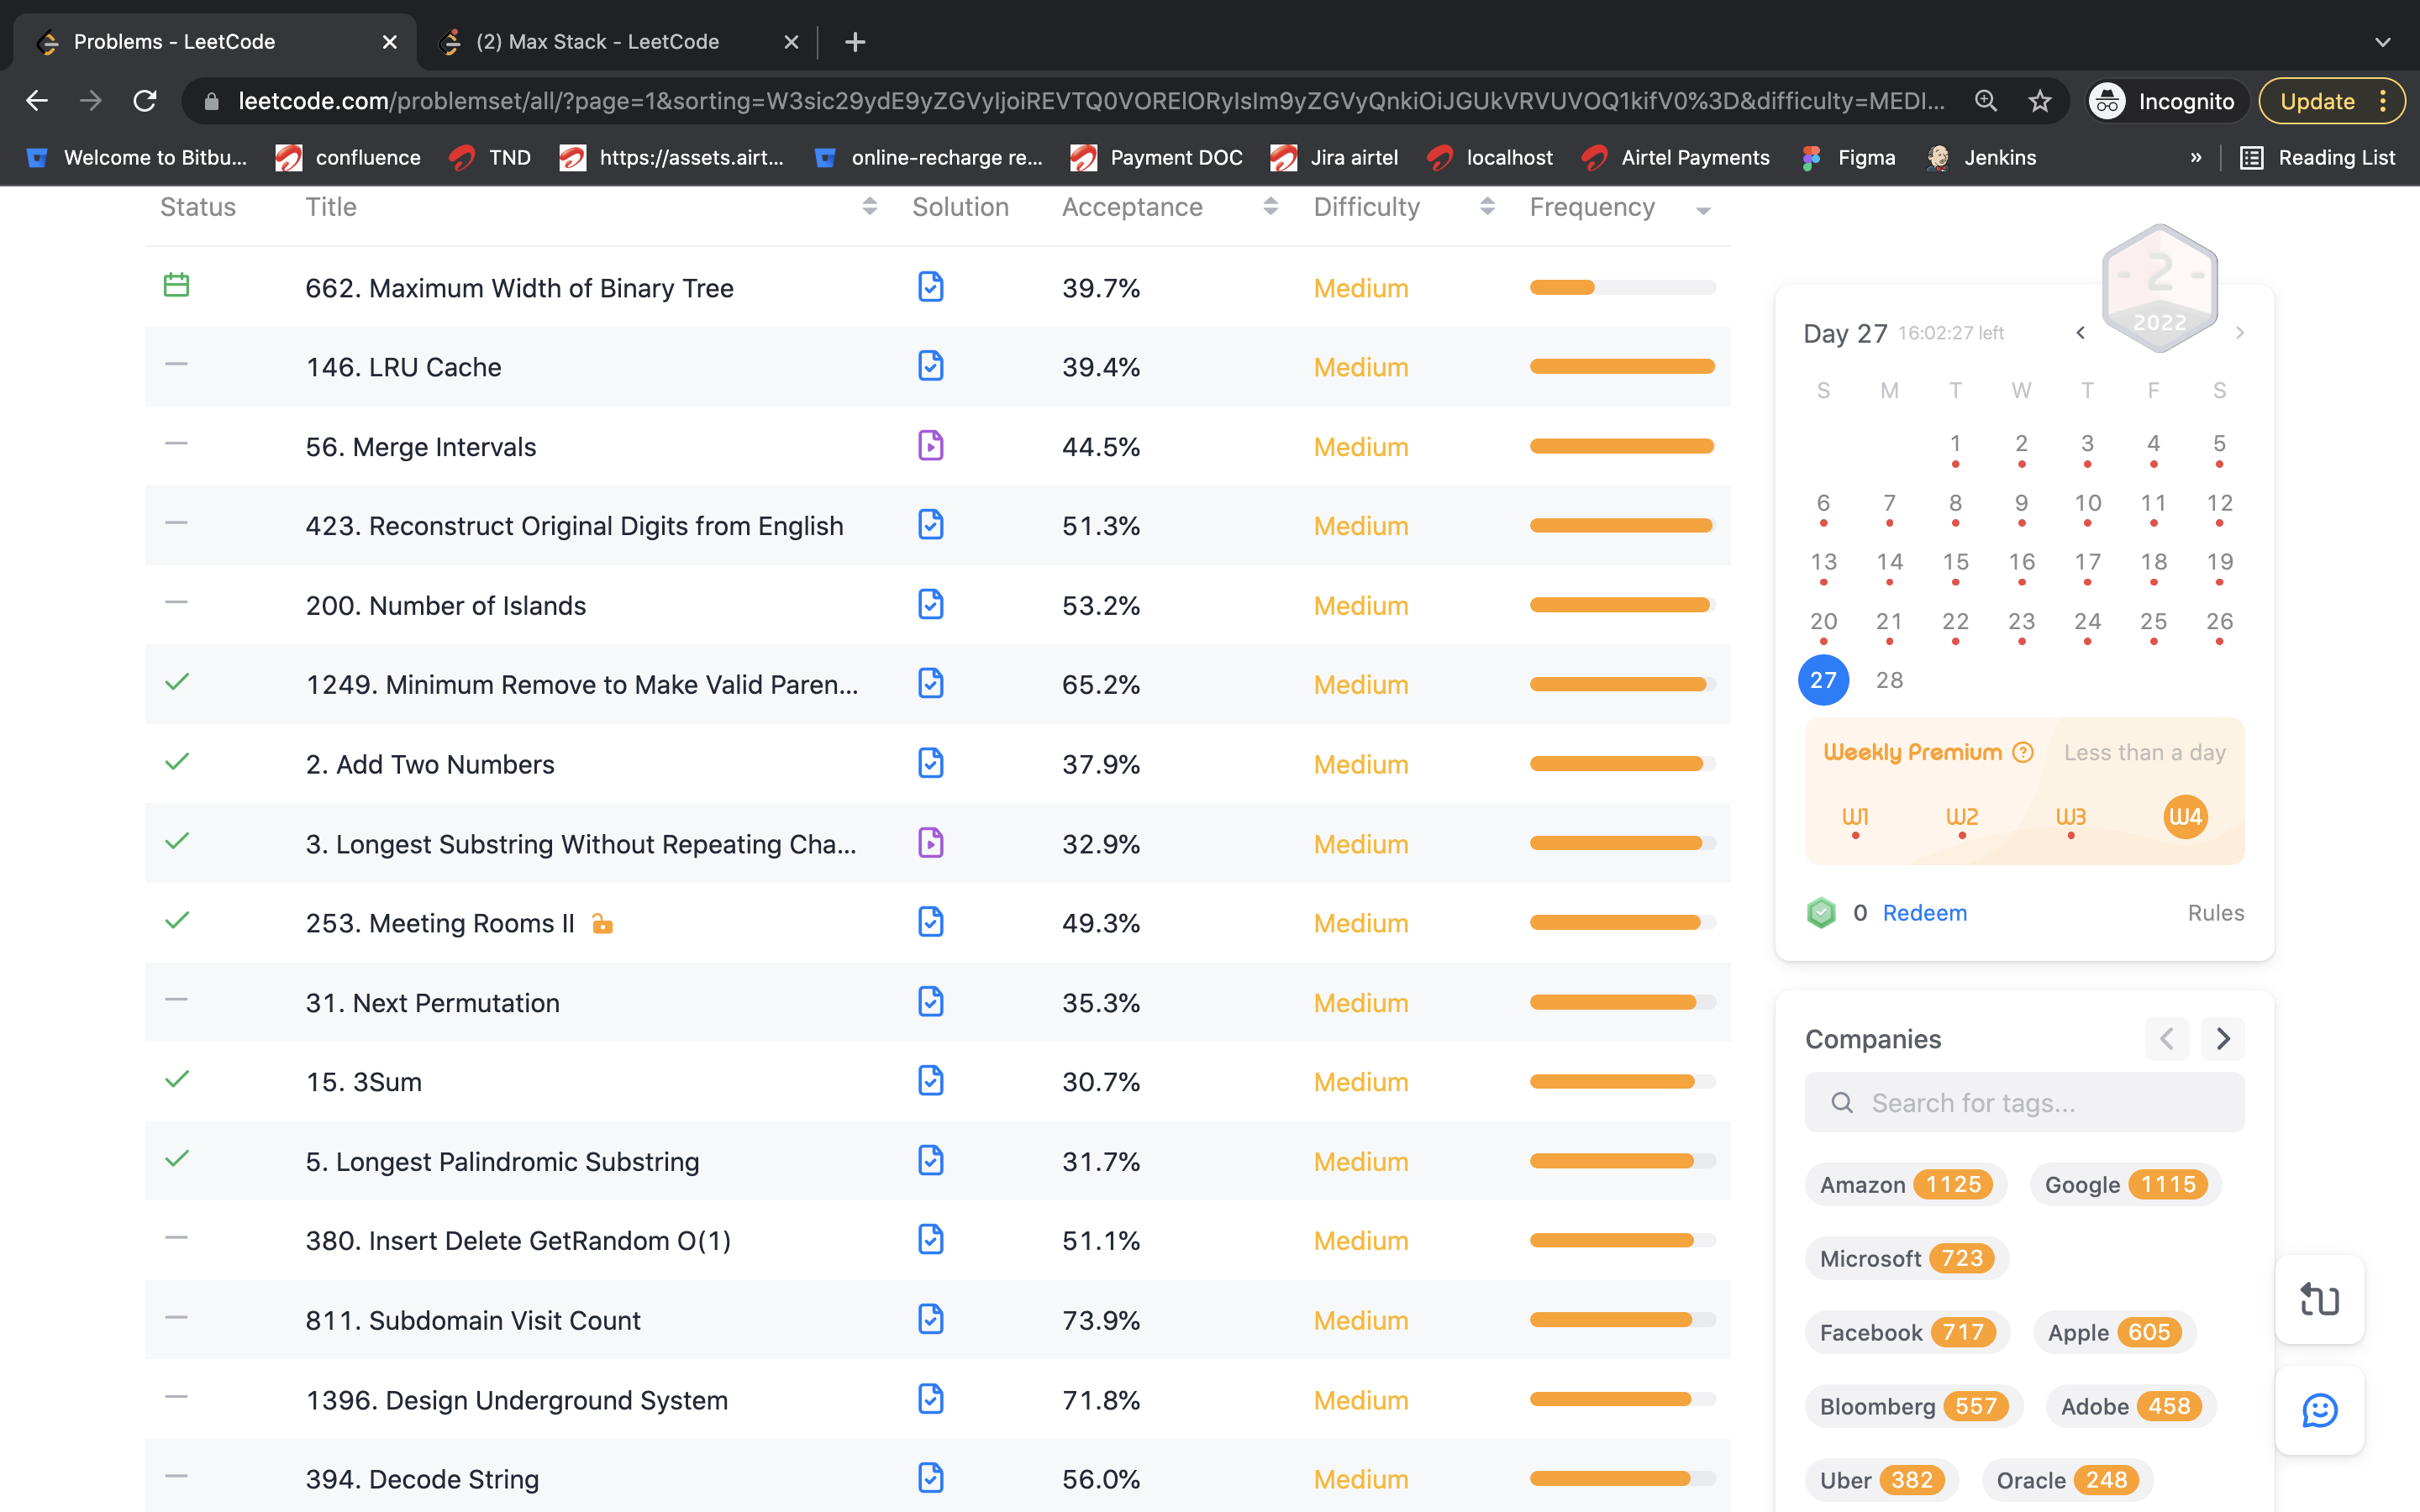 Problems - LeetCode
(2) Max Stack - LeetCode
leetcode.com/problemset/all/?page=1&sorting=W3sic29ydE9yZGVyIjoiREVTQ0VORElORyIsIm9yZGVyQnkiOiJGUkVRVUVOQ1kifV0%3D&difficulty=MEDI...
Incognito
Update
Welcome to Bitbu...
confluence
TND
https://assets.airt...
online-recharge re...
Payment DOC
Jira airtel
localhost
Airtel Payments
Figma
Jenkins
»
Reading List
Status Title Solution Acceptance Difficulty Frequency
662. Maximum Width of Binary Tree 39.7% Medium
146. LRU Cache 39.4% Medium
56. Merge Intervals 44.5% Medium
423. Reconstruct Original Digits from English 51.3% Medium
200. Number of Islands 53.2% Medium
1249. Minimum Remove to Make Valid Paren... 65.2% Medium
2. Add Two Numbers 37.9% Medium
3. Longest Substring Without Repeating Cha... 32.9% Medium
253. Meeting Rooms II 49.3% Medium
31. Next Permutation 35.3% Medium
15. 3Sum 30.7% Medium
5. Longest Palindromic Substring 31.7% Medium
380. Insert Delete GetRandom O(1) 51.1% Medium
811. Subdomain Visit Count 73.9% Medium
1396. Design Underground System 71.8% Medium
394. Decode String 56.0% Medium
- 2 -
2022
Day 27 16:02:27 left
S M T W T F S
1 2 3 4 5
6 7 8 9 10 11 12
13 14 15 16 17 18 19
20 21 22 23 24 25 26
27 28
Weekly Premium ? Less than a day
W1 W2 W3 W4
0 Redeem Rules
Companies
Search for tags...
Amazon 1125 Google 1115
Microsoft 723
Facebook 717 Apple 605
Bloomberg 557 Adobe 458
Uber 382 Oracle 248